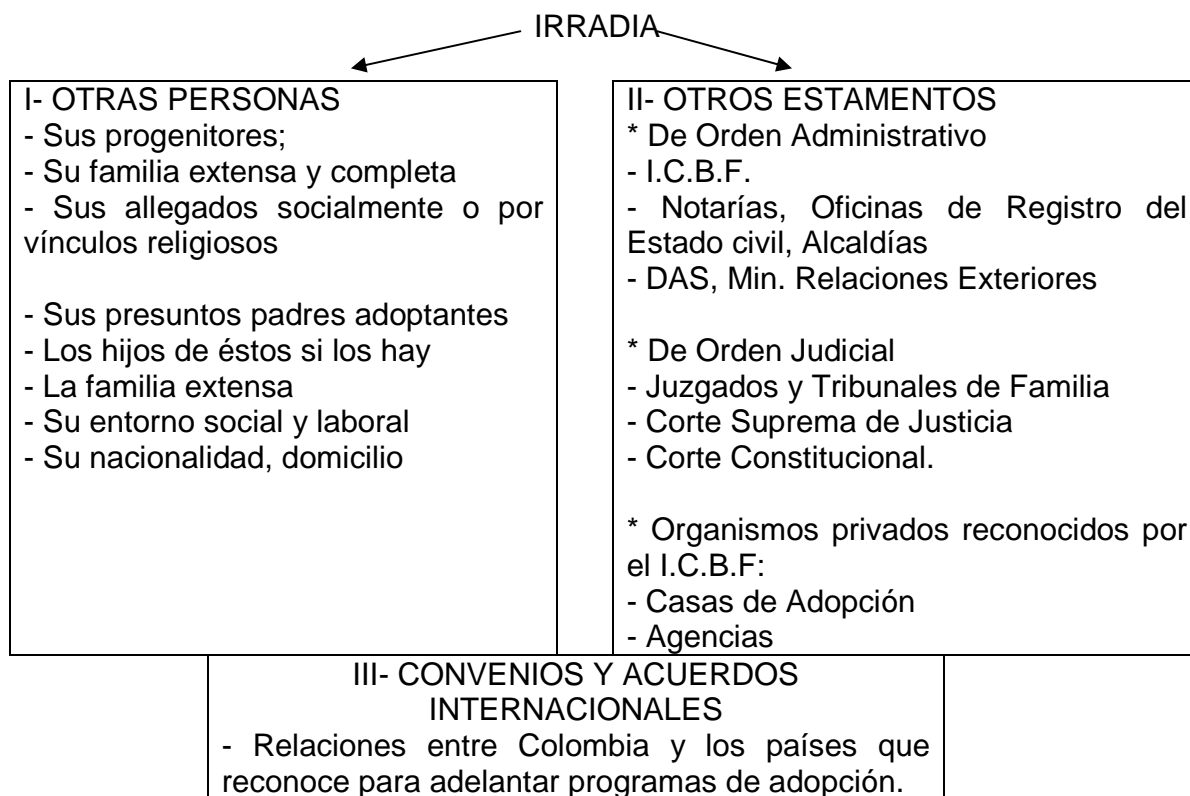 IRRADIA
I- OTRAS PERSONAS
- Sus progenitores;
- Su familia extensa y completa
- Sus allegados socialmente o por
vínculos religiosos
- Sus presuntos padres adoptantes
- Los hijos de éstos si los hay
- La familia extensa
- Su entorno social y laboral
- Su nacionalidad, domicilio
II- OTROS ESTAMENTOS
* De Orden Administrativo
- I.C.B.F.
- Notarías, Oficinas de Registro del
Estado civil, Alcaldías
- DAS, Min. Relaciones Exteriores
* De Orden Judicial
- Juzgados y Tribunales de Familia
- Corte Suprema de Justicia
- Corte Constitucional.
* Organismos privados reconocidos por
el I.C.B.F:
- Casas de Adopción
- Agencias
III- CONVENIOS Y ACUERDOS
INTERNACIONALES
- Relaciones entre Colombia y los países que
reconoce para adelantar programas de adopción.